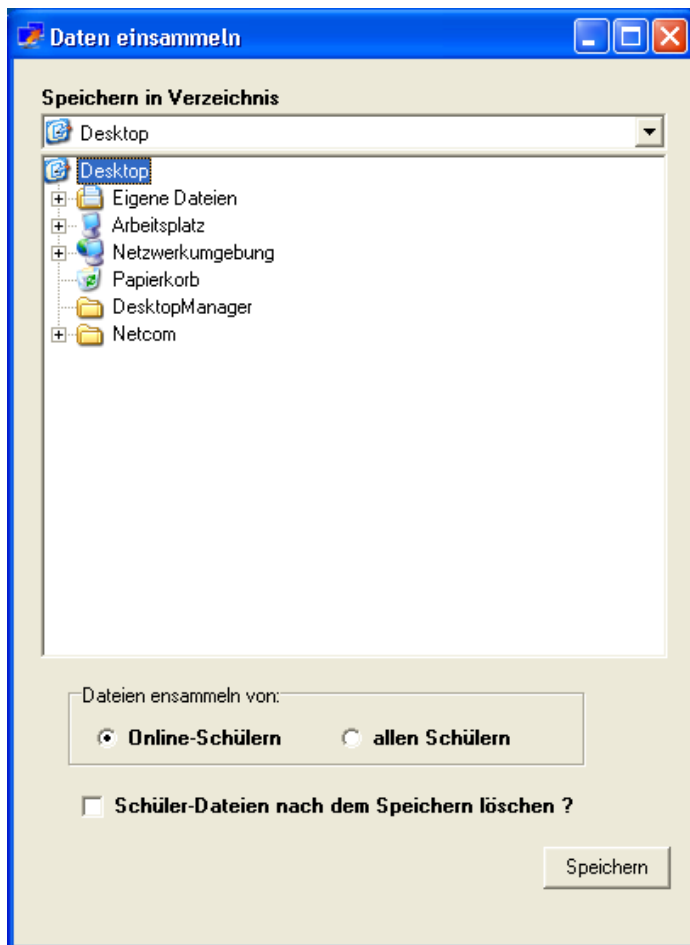 Daten einsammeln
Speichern in Verzeichnis
Desktop
Desktop
Eigene Dateien
Arbeitsplatz
Netzwerkumgebung
Papierkorb
DesktopManager
Netcom
Dateien ensammeln von:
Online-Schülern allen Schülern
Schüler-Dateien nach dem Speichern löschen ?
Speichern